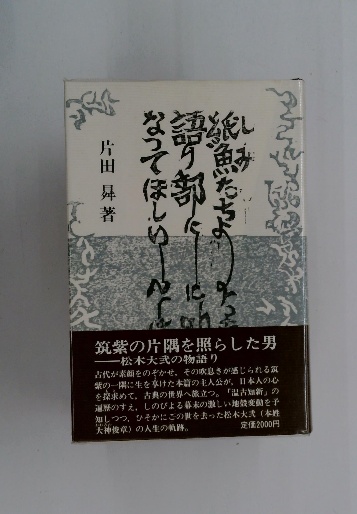 紙魚たちよ
しみ
語り部に
なってほしい
片田 昇 著
筑紫の片隅を照らした男
――松木大弐の物語り
古代が素顔をのぞかせ、その吹息きが感じられる筑
紫の一隅に生を享けた本篇の主人公が、日本人の心
を探求めて、古典の世界へ旅立つ。「温古知新」の
遍歴のすえ、しのびよる幕末の激しい地殻変動を予
知しつつ、ひそかにこの世を去った松木大弐（本姓
大神俊章）の人生の軌跡。
定価2000円